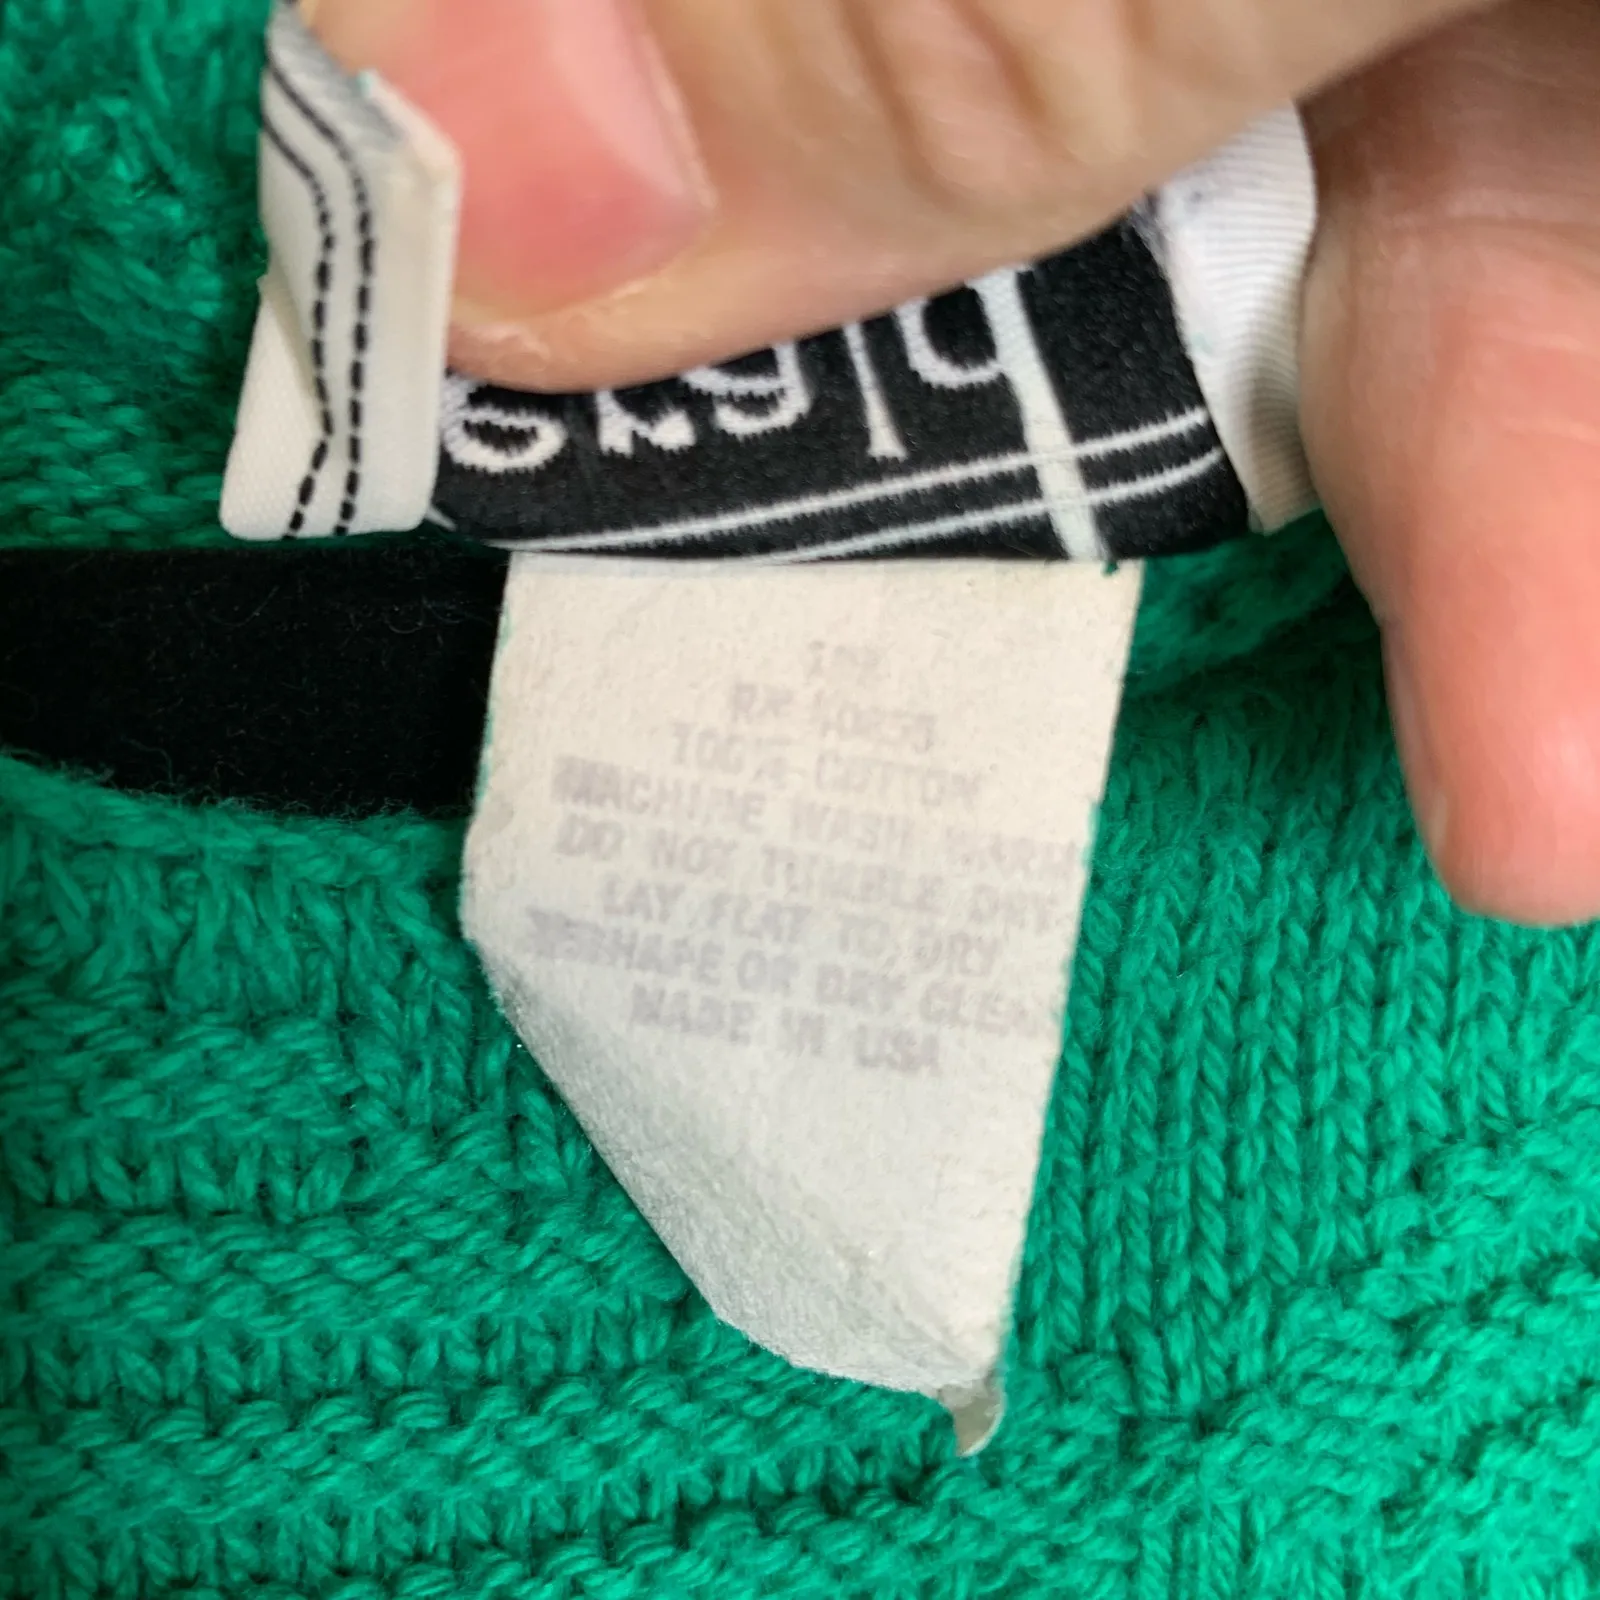 RN
100% COTTON
MACHINE WASH WARM
DO NOT TUMBLE DRY
LAY FLAT TO DRY
RESHAPE OR DRY CLEAN
MADE IN USA